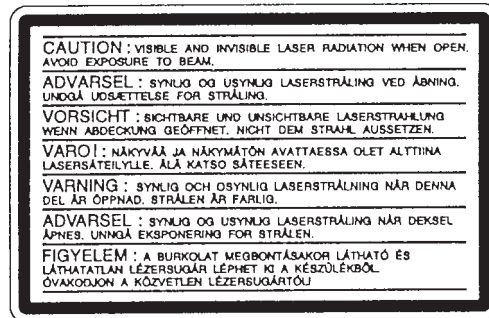 CAUTION : VISIBLE AND INVISIBLE LASER RADIATION WHEN OPEN.
AVOID EXPOSURE TO BEAM.
ADVARSEL : SYNLIG OG USYNLIG LASERSTRÅLING VED ÅBNING.
UNDGÅ UDSÆTTELSE FOR STRÅLING.
VORSICHT : SICHTBARE UND UNSICHTBARE LASERSTRAHLUNG
WENN ABDECKUNG GEÖFFNET. NICHT DEM STRAHL AUSSETZEN.
VARO! : NÄKYVÄÄ JA NÄKYMÄTÖN AVATTAESSA OLET ALTTIINA
LASERSÄTEILYLLE. ÄLÄ KATSO SÄTEESEEN.
VARNING : SYNLIG OCH OSYNLIG LASERSTRÅLNING NÄR DENNA
DEL ÄR ÖPPNAD. STRÅLEN ÄR FARLIG.
ADVARSEL : SYNLIG OG USYNLIG LASERSTRÅLING NÅR DEKSEL
ÅPNES. UNNGÅ EKSPONERING FOR STRÅLEN.
FIGYELEM : A BURKOLAT MEGBONTÁSAKOR LÁTHATÓ ÉS
LÁTHATATLAN LÉZERSUGÁR LÉPHET KI A KÉSZÜLÉKBŐL.
ÓVAKODJON A KÖZVETLEN LÉZERSUGÁRTÓL!